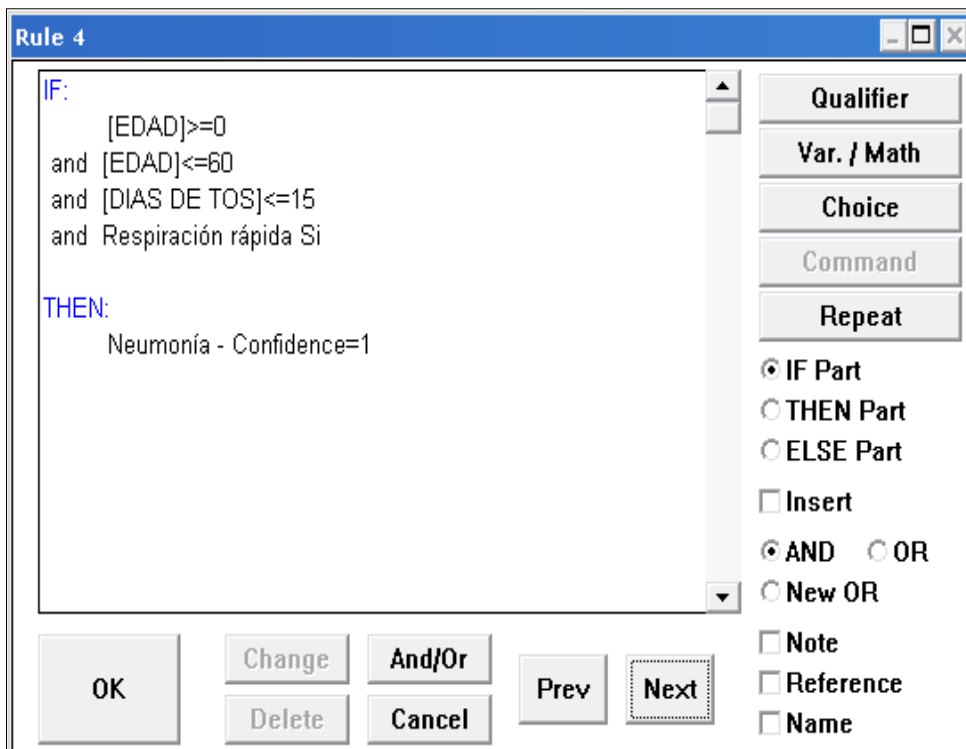 Rule 4
IF:
[EDAD]>=0
and [EDAD]<=60
and [DIAS DE TOS]<=15
and Respiración rápida Si
THEN:
Neumonía - Confidence=1
Qualifier
Var. / Math
Choice
Command
Repeat
IF Part
THEN Part
ELSE Part
Insert
AND OR
New OR
Note
Reference
Name
OK
Change
And/Or
Delete
Cancel
Prev
Next